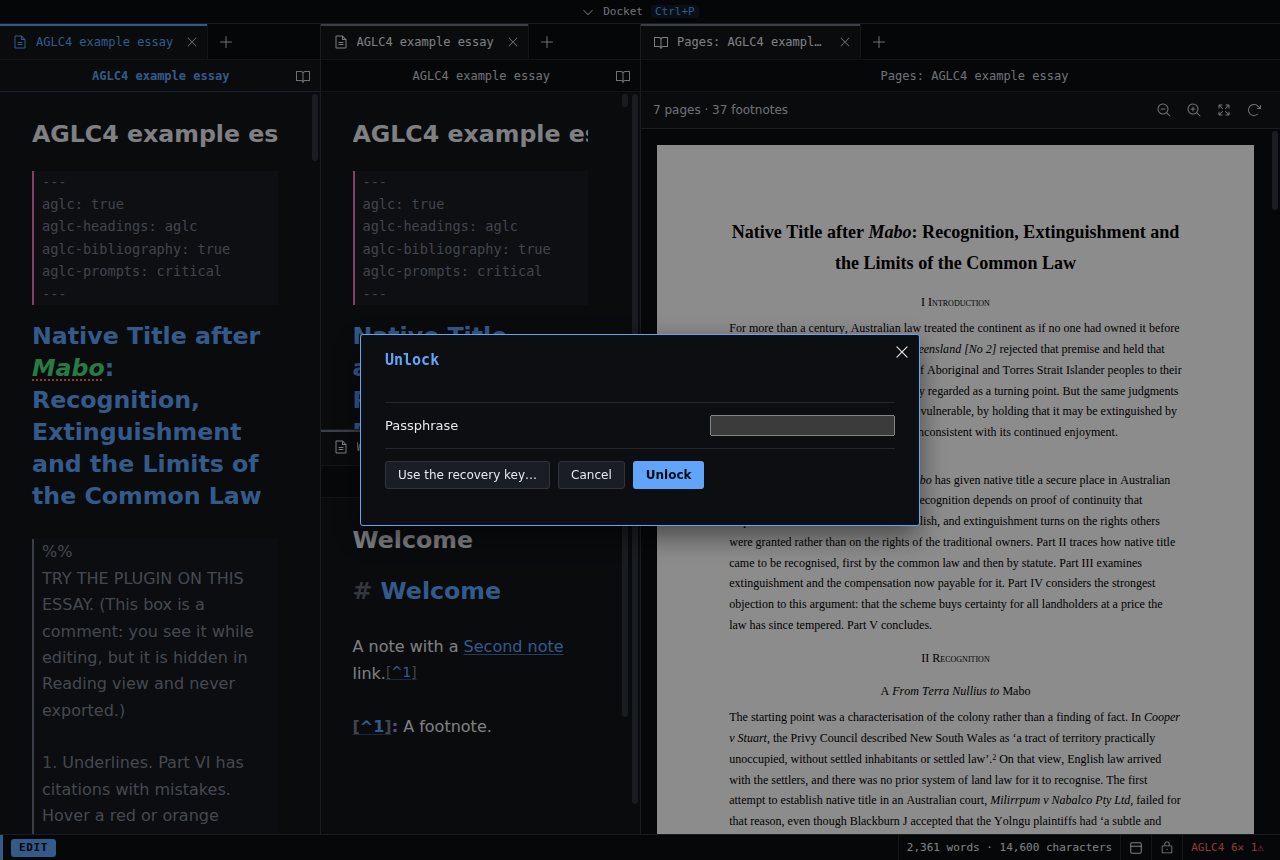 Docket Ctrl+P
AGLC4 example essay
AGLC4 example essay
Pages: AGLC4 exampl…
AGLC4 example essay
AGLC4 example essay
Pages: AGLC4 example essay
AGLC4 example es
---
aglc: true
aglc-headings: aglc
aglc-bibliography: true
aglc-prompts: critical
---
Native Title after
Mabo:
Recognition,
Extinguishment
and the Limits of
the Common Law
%%
TRY THE PLUGIN ON THIS
ESSAY. (This box is a
comment: you see it while
editing, but it is hidden in
Reading view and never
exported.)
1. Underlines. Part VI has
citations with mistakes.
Hover a red or orange
AGLC4 example es
---
aglc: true
aglc-headings: aglc
aglc-bibliography: true
aglc-prompts: critical
---
Native Title
Welcome
# Welcome
A note with a Second note
link.[^1]
[^1]: A footnote.
Unlock
Passphrase
Use the recovery key…
Cancel
Unlock
7 pages · 37 footnotes
Native Title after Mabo: Recognition, Extinguishment and
the Limits of the Common Law
I Introduction
For more than a century, Australian law treated the continent as if no one had owned it before
eensland [No 2] rejected that premise and held that
f Aboriginal and Torres Strait Islander peoples to their
y regarded as a turning point. But the same judgments
vulnerable, by holding that it may be extinguished by
nconsistent with its continued enjoyment.
bo has given native title a secure place in Australian
ecognition depends on proof of continuity that
lish, and extinguishment turns on the rights others
were granted rather than on the rights of the traditional owners. Part II traces how native title
came to be recognised, first by the common law and then by statute. Part III examines
extinguishment and the compensation now payable for it. Part IV considers the strongest
objection to this argument: that the scheme buys certainty for all landholders at a price the
law has since tempered. Part V concludes.
II Recognition
A From Terra Nullius to Mabo
The starting point was a characterisation of the colony rather than a finding of fact. In Cooper
v Stuart, the Privy Council described New South Wales as ‘a tract of territory practically
unoccupied, without settled inhabitants or settled law’.² On that view, English law arrived
with the settlers, and there was no prior system of land law for it to recognise. The first
attempt to establish native title in an Australian court, Milirrpum v Nabalco Pty Ltd, failed for
that reason, even though Blackburn J accepted that the Yolngu plaintiffs had ‘a subtle and
EDIT
2,361 words · 14,600 characters
AGLC4 6× 1⚠